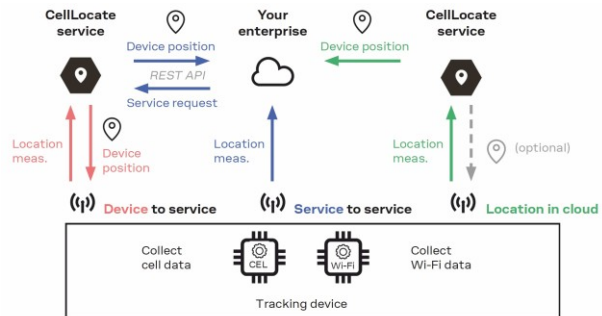 CellLocate
service
Your
enterprise
CellLocate
service
Device position
REST API
Service request
Device position
Location
meas.
Device
position
Location
meas.
Location
meas.
(optional)
Device to service
Service to service
Location in cloud
Collect
cell data
CEL
Wi-Fi
Collect
Wi-Fi data
Tracking device